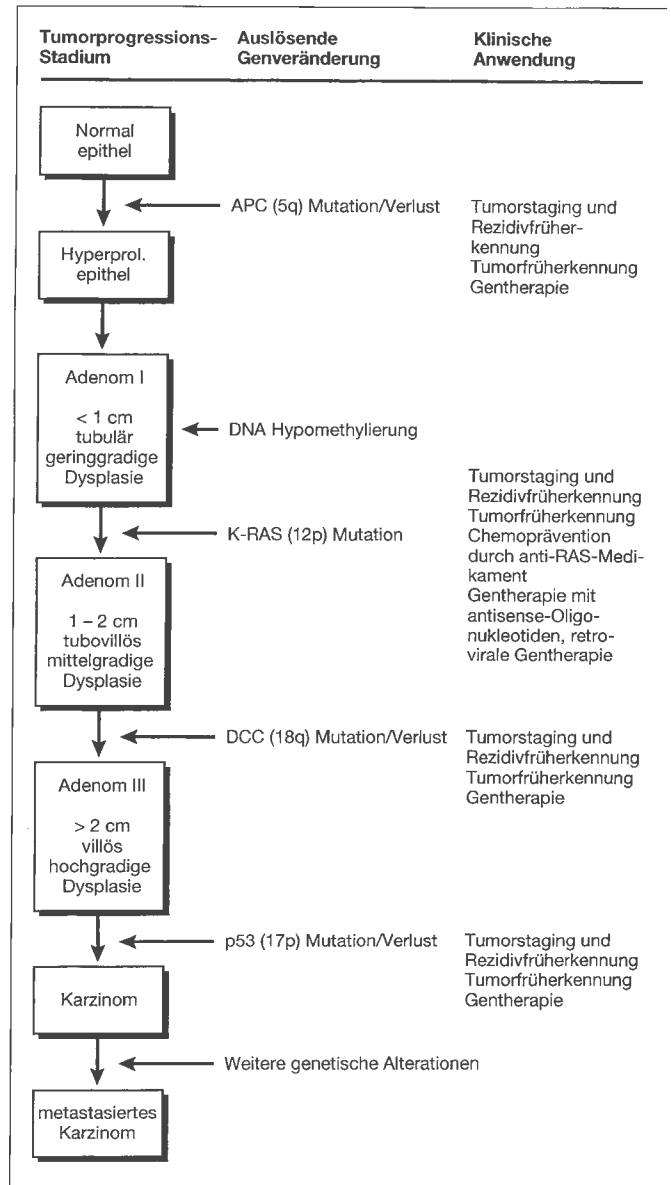 Tumorprogressions-
Stadium
Auslösende
Genveränderung
Klinische
Anwendung
Normal
epithel
APC (5q) Mutation/Verlust
Tumorstaging und
Rezidivfrüher-
kennung
Tumorfrüherkennung
Gentherapie
Hyperprol.
epithel
Adenom I
< 1 cm
tubulär
geringgradige
Dysplasie
DNA Hypomethylierung
K-RAS (12p) Mutation
Tumorstaging und
Rezidivfrüherkennung
Tumorfrüherkennung
Chemoprävention
durch anti-RAS-Medi-
kament
Gentherapie mit
antisense-Oligo-
nukleotiden, retro-
virale Gentherapie
Adenom II
1 – 2 cm
tubovillös
mittelgradige
Dysplasie
DCC (18q) Mutation/Verlust
Tumorstaging und
Rezidivfrüherkennung
Tumorfrüherkennung
Gentherapie
Adenom III
> 2 cm
villös
hochgradige
Dysplasie
p53 (17p) Mutation/Verlust
Tumorstaging und
Rezidivfrüherkennung
Tumorfrüherkennung
Gentherapie
Karzinom
Weitere genetische Alterationen
metastasiertes
Karzinom